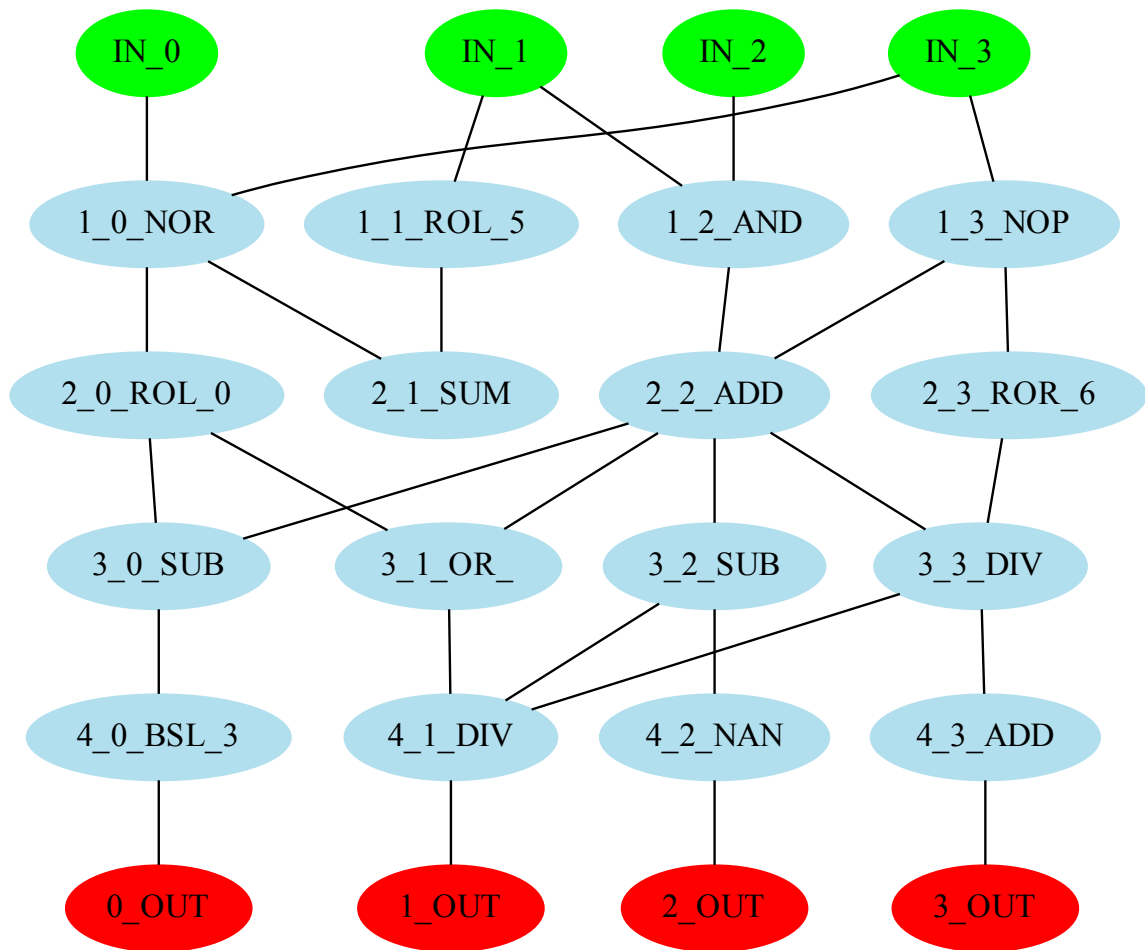 IN_0
IN_1
IN_2
IN_3
1_0_NOR
1_1_ROL_5
1_2_AND
1_3_NOP
2_0_ROL_0
2_1_SUM
2_2_ADD
2_3_ROR_6
3_0_SUB
3_1_OR_
3_2_SUB
3_3_DIV
4_0_BSL_3
4_1_DIV
4_2_NAN
4_3_ADD
0_OUT
1_OUT
2_OUT
3_OUT